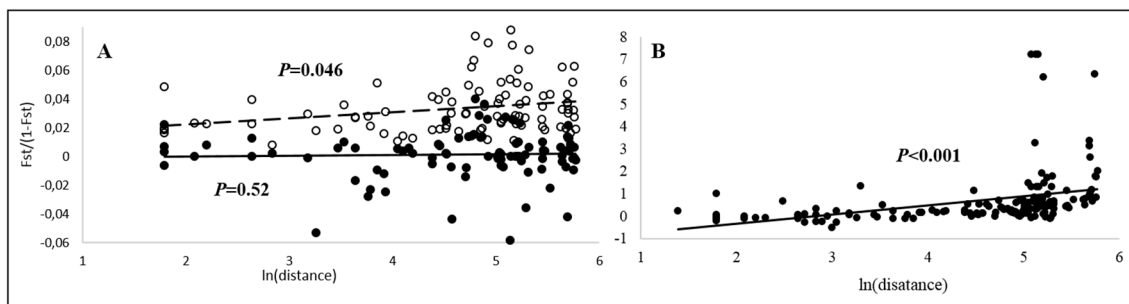 A
P=0.046
P=0.52
Fst/(1-Fst)
0,08
0,06
0,04
0,02
0
-0,02
-0,04
-0,06
1 2 3 4 5 6
ln(distance)
B
P<0.001
8
7
6
5
4
3
2
1
0
-1
1 2 3 4 5 6
ln(disatance)